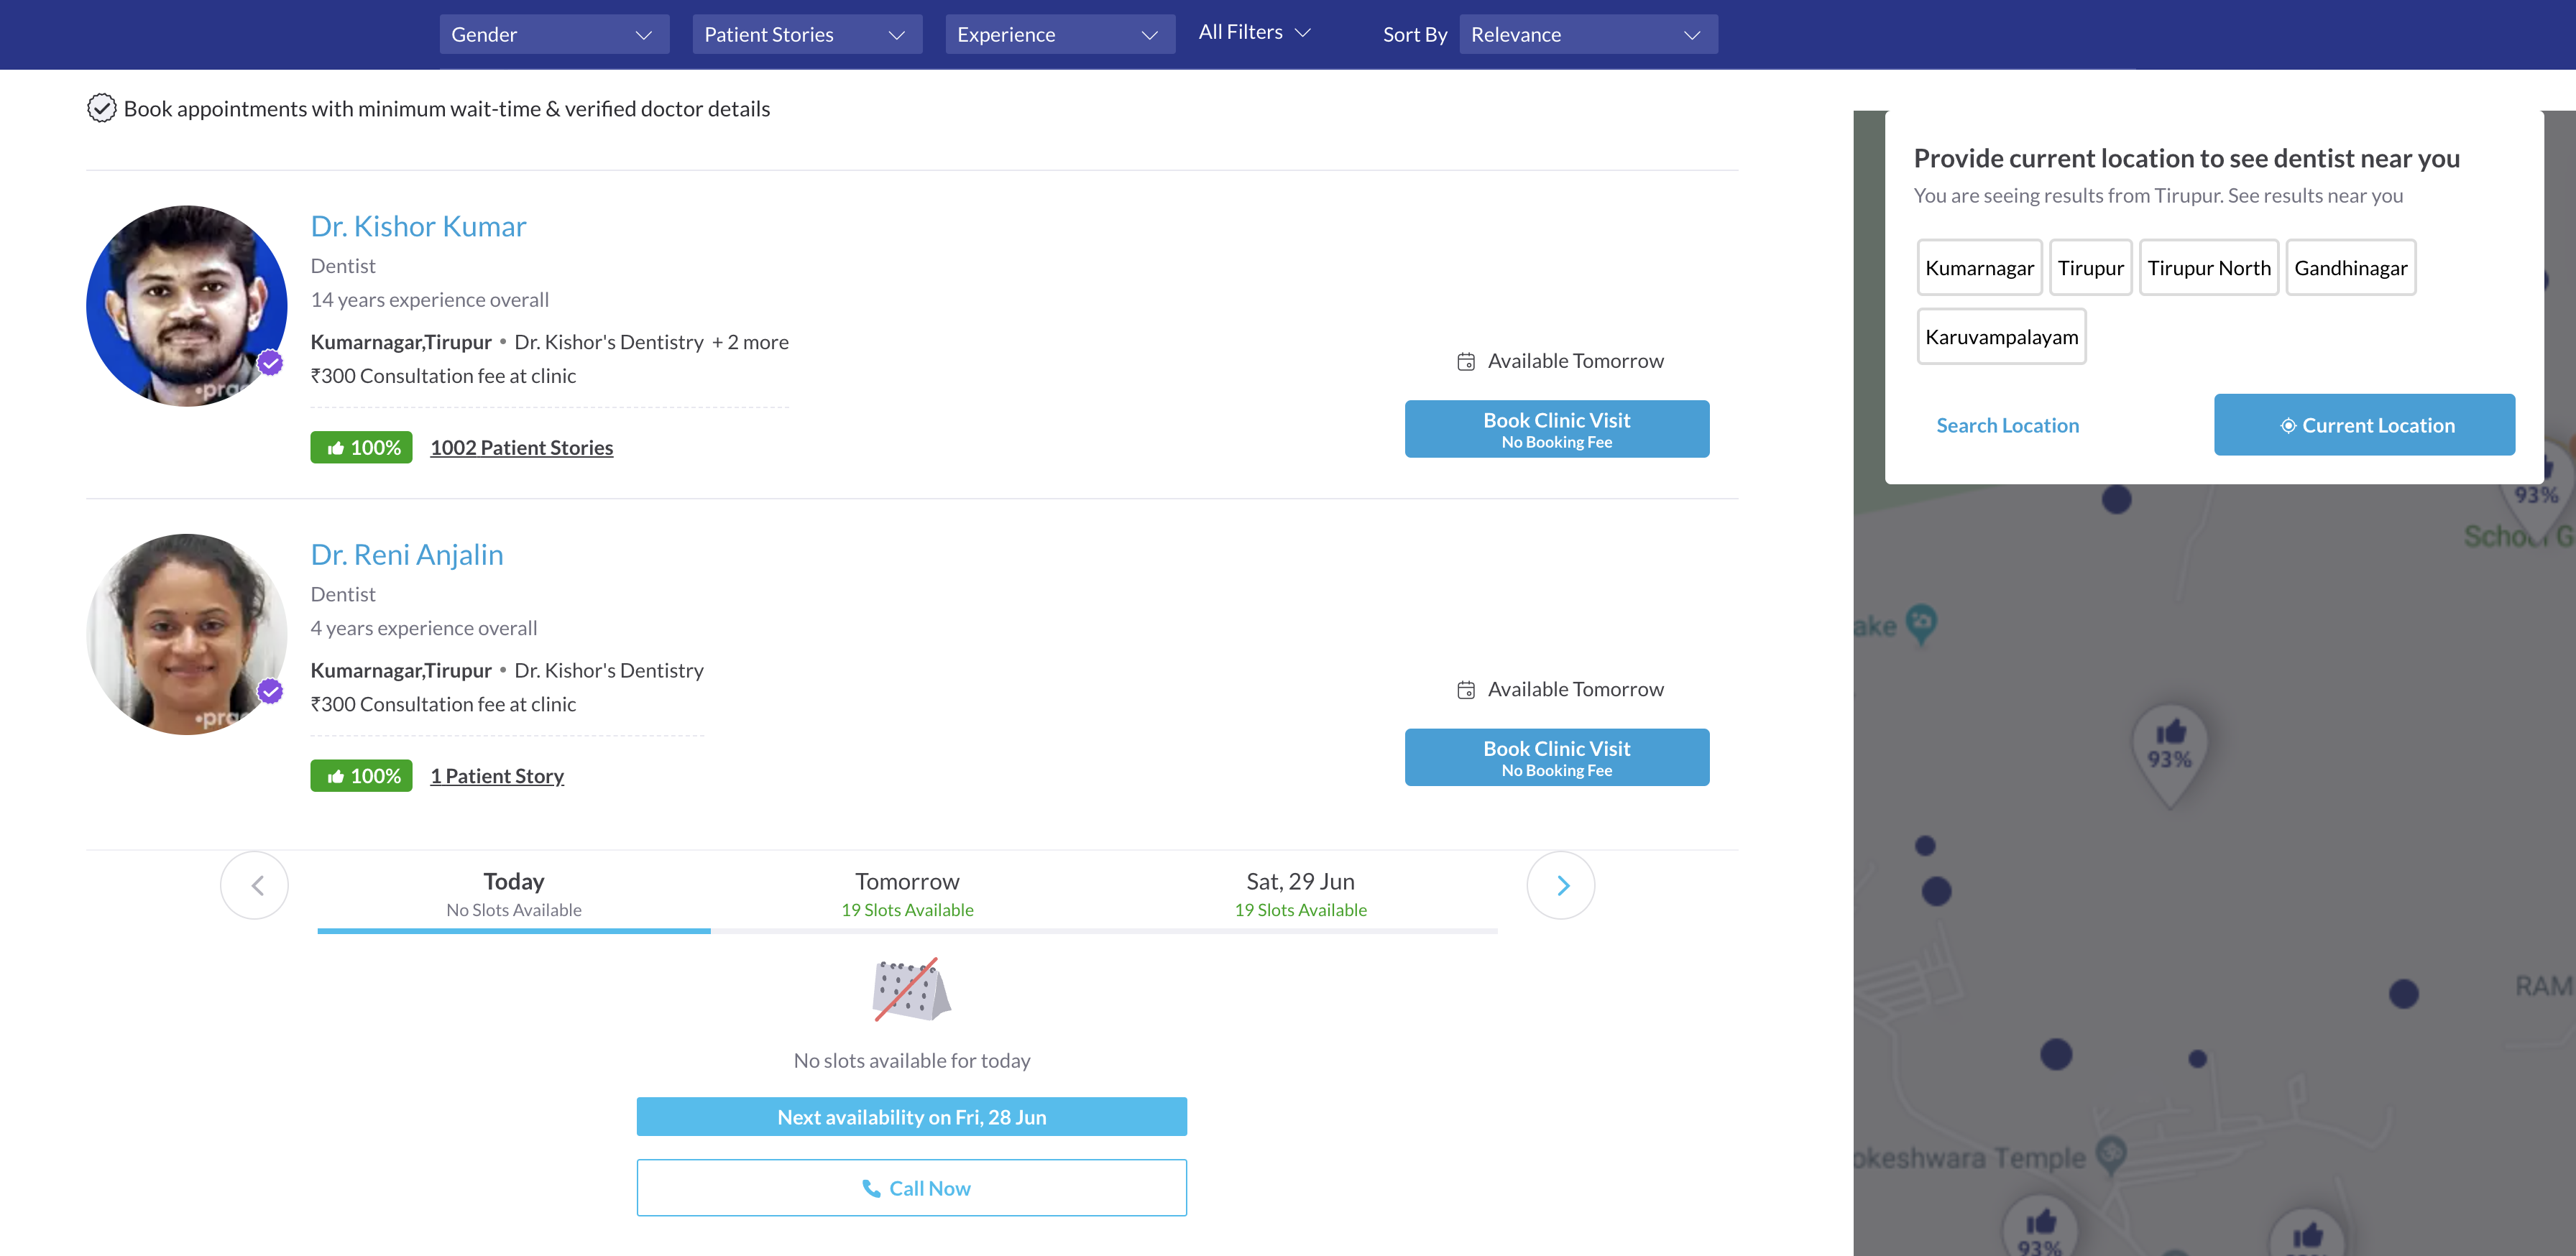 Gender
Patient Stories
Experience
All Filters
Sort By
Relevance
Book appointments with minimum wait-time & verified doctor details
Dr. Kishor Kumar
Dentist
14 years experience overall
Kumarnagar,Tirupur • Dr. Kishor's Dentistry + 2 more
₹300 Consultation fee at clinic
100% 1002 Patient Stories
Available Tomorrow
Book Clinic Visit
No Booking Fee
Dr. Reni Anjalin
Dentist
4 years experience overall
Kumarnagar,Tirupur • Dr. Kishor's Dentistry
₹300 Consultation fee at clinic
100% 1 Patient Story
Available Tomorrow
Book Clinic Visit
No Booking Fee
Today
No Slots Available
Tomorrow
19 Slots Available
Sat, 29 Jun
19 Slots Available
No slots available for today
Next availability on Fri, 28 Jun
Call Now
Provide current location to see dentist near you
You are seeing results from Tirupur. See results near you
Kumarnagar Tirupur Tirupur North Gandhinagar
Karuvampalayam
Search Location
Current Location
93%
School G
ake
93%
RAM
okeshwara Temple
93%